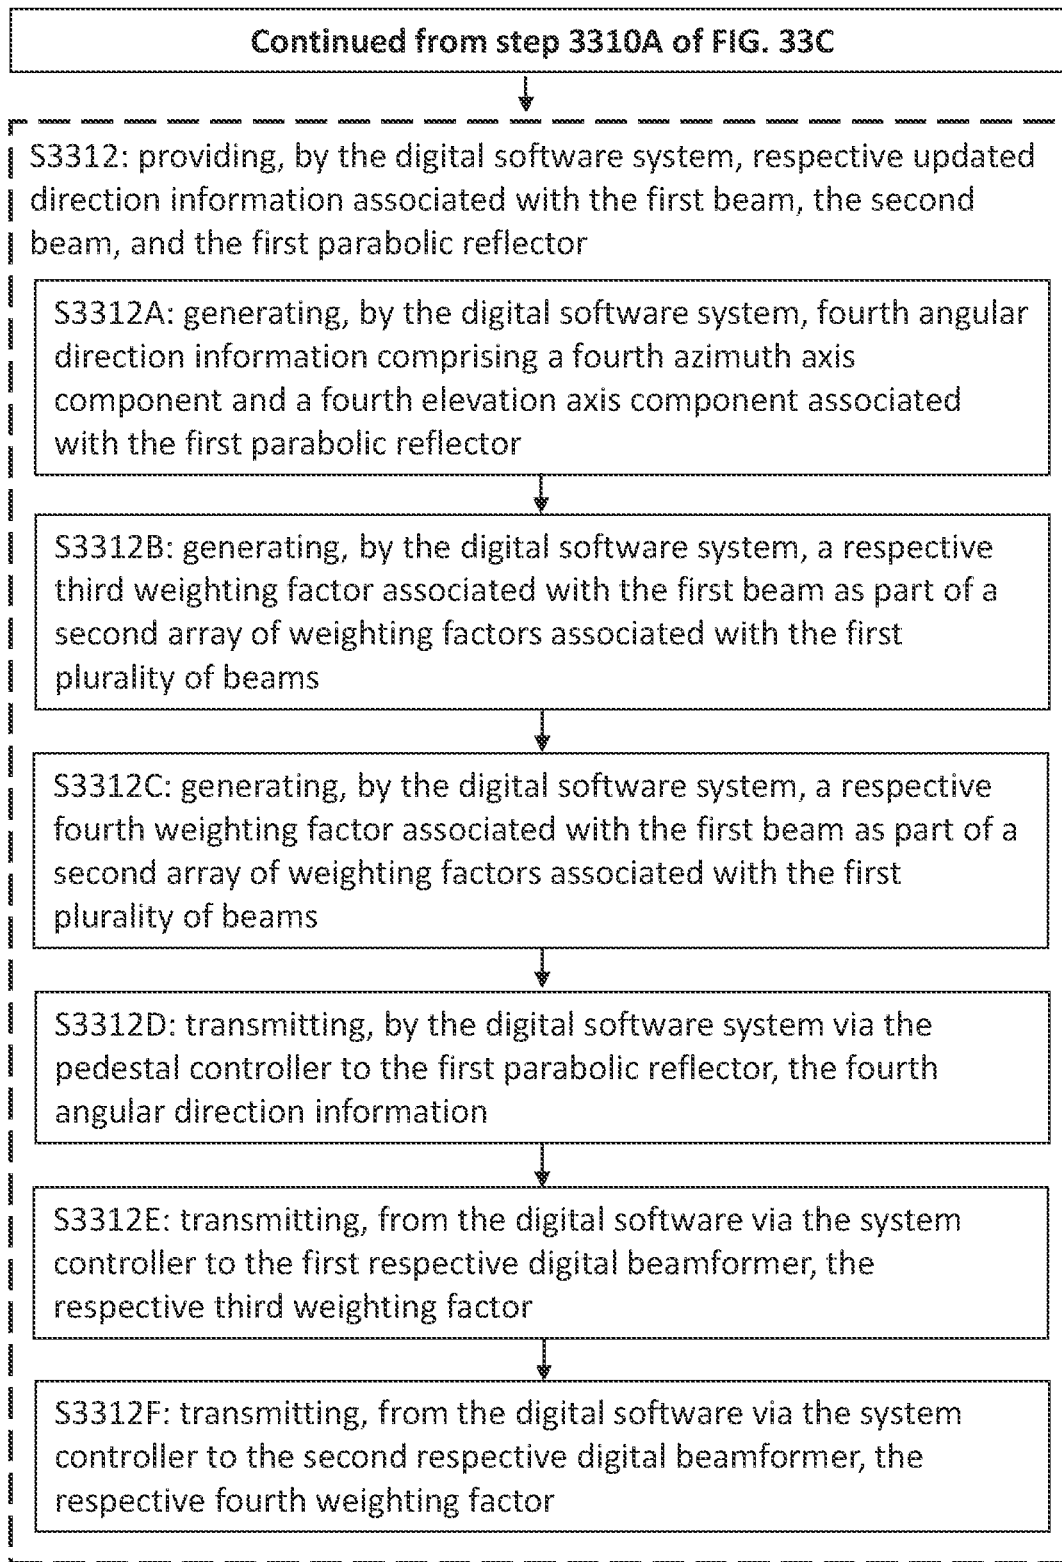 Continued from step 3310A of FIG. 33C
S3312: providing, by the digital software system, respective updated
direction information associated with the first beam, the second
beam, and the first parabolic reflector
S3312A: generating, by the digital software system, fourth angular
direction information comprising a fourth azimuth axis
component and a fourth elevation axis component associated
with the first parabolic reflector
S3312B: generating, by the digital software system, a respective
third weighting factor associated with the first beam as part of a
second array of weighting factors associated with the first
plurality of beams
S3312C: generating, by the digital software system, a respective
fourth weighting factor associated with the first beam as part of a
second array of weighting factors associated with the first
plurality of beams
S3312D: transmitting, by the digital software system via the
pedestal controller to the first parabolic reflector, the fourth
angular direction information
S3312E: transmitting, from the digital software via the system
controller to the first respective digital beamformer, the
respective third weighting factor
S3312F: transmitting, from the digital software via the system
controller to the second respective digital beamformer, the
respective fourth weighting factor